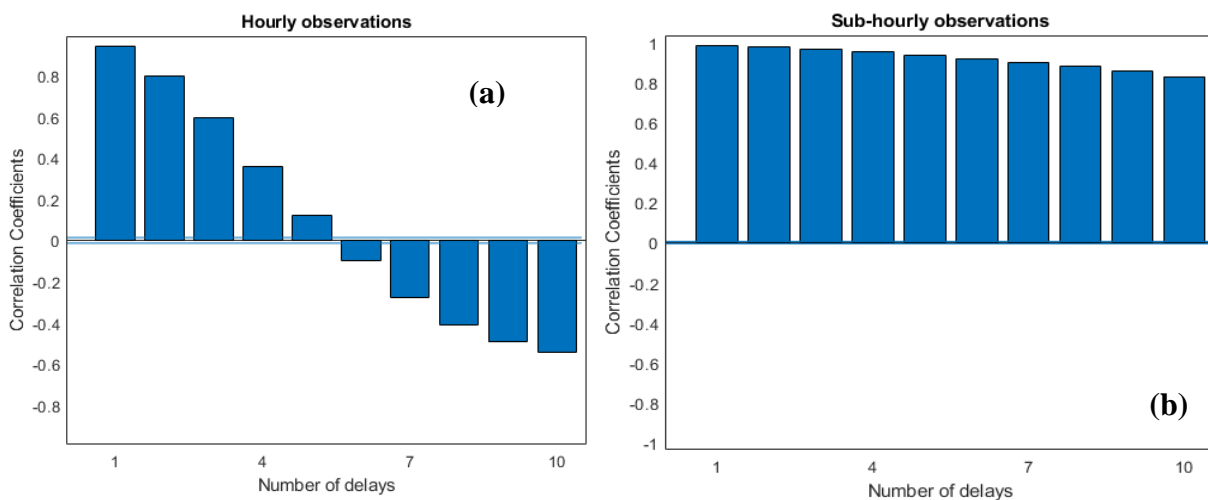 Hourly observations
(a)
Correlation Coefficients
0.8
0.6
0.4
0.2
0
-0.2
-0.4
-0.6
-0.8
1 4 7 10
Number of delays
Sub-hourly observations
Correlation Coefficients
1
0.8
0.6
0.4
0.2
0
-0.2
-0.4
-0.6
-0.8
-1
(b)
1 4 7 10
Number of delays